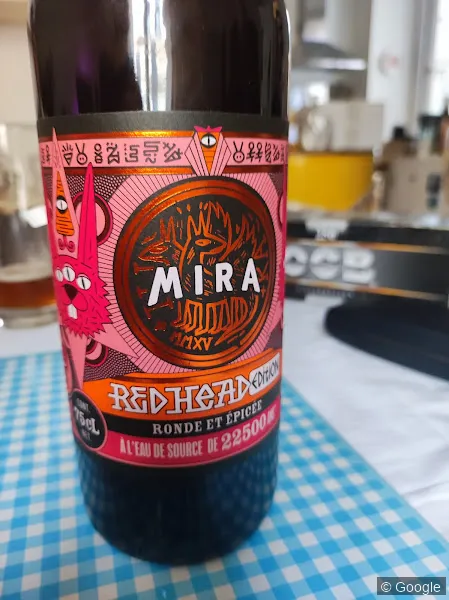 MIRA
MMXV
REDHEAD EDITION
RONDE ET ÉPICÉE
75CL
À L'EAU DE SOURCE DE 22500
OCB
© Google